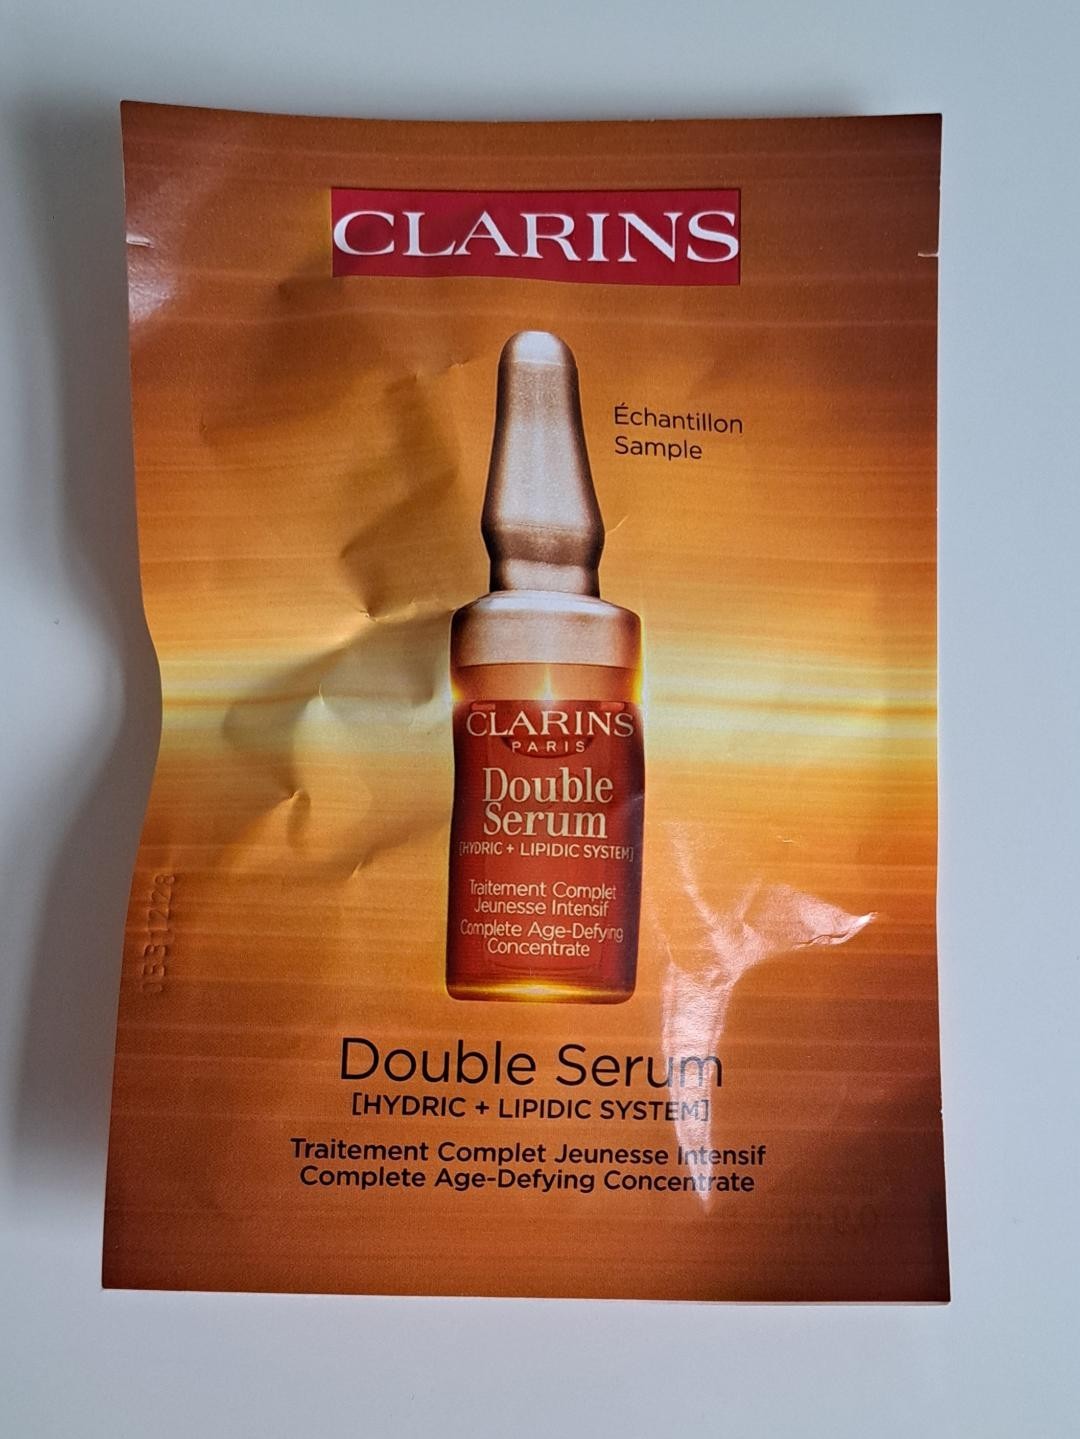 CLARINS
Échantillon
Sample
CLARINS
PARIS
Double
Serum
[HYDRIC + LIPIDIC SYSTEM]
Traitement Complet
Jeunesse Intensif
Complete Age-Defying
Concentrate
Double Serum
[HYDRIC + LIPIDIC SYSTEM]
Traitement Complet Jeunesse Intensif
Complete Age-Defying Concentrate